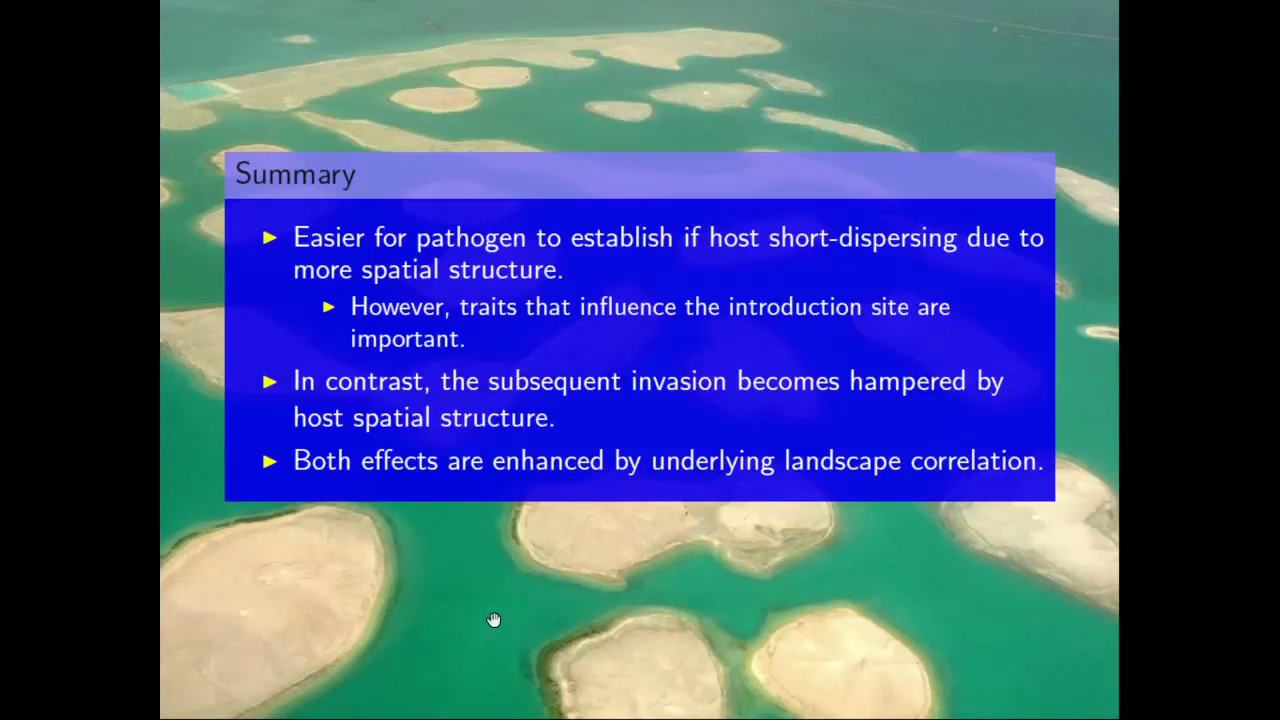 Summary
Easier for pathogen to establish if host short-dispersing due to
more spatial structure.
However, traits that influence the introduction site are
important.
In contrast, the subsequent invasion becomes hampered by
host spatial structure.
Both effects are enhanced by underlying landscape correlation.